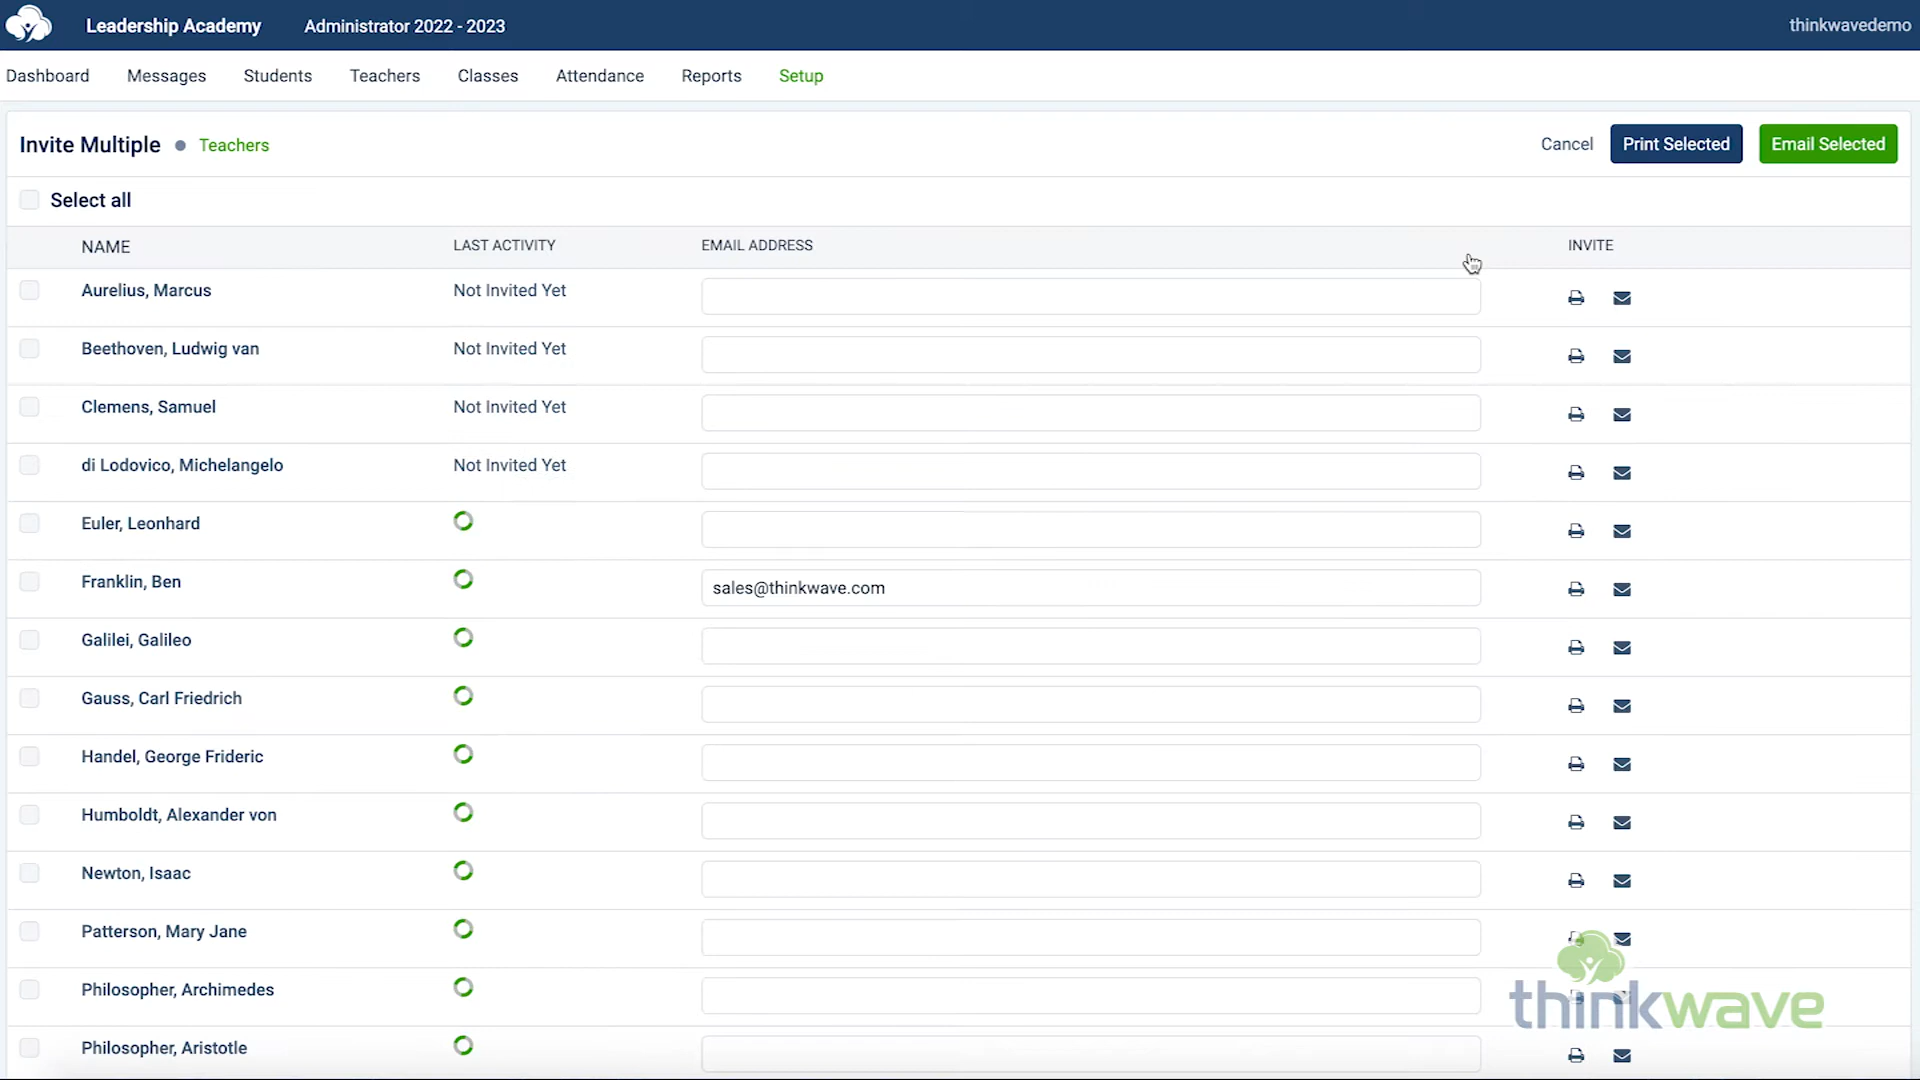 Leadership Academy Administrator 2022 - 2023 thinkwavedemo
Dashboard Messages Students Teachers Classes Attendance Reports Setup
Invite Multiple • Teachers Cancel Print Selected Email Selected
Select all
NAME LAST ACTIVITY EMAIL ADDRESS INVITE
Aurelius, Marcus Not Invited Yet
Beethoven, Ludwig van Not Invited Yet
Clemens, Samuel Not Invited Yet
di Lodovico, Michelangelo Not Invited Yet
Euler, Leonhard
Franklin, Ben sales@thinkwave.com
Galilei, Galileo
Gauss, Carl Friedrich
Handel, George Frideric
Humboldt, Alexander von
Newton, Isaac
Patterson, Mary Jane
Philosopher, Archimedes
thinkwave
Philosopher, Aristotle